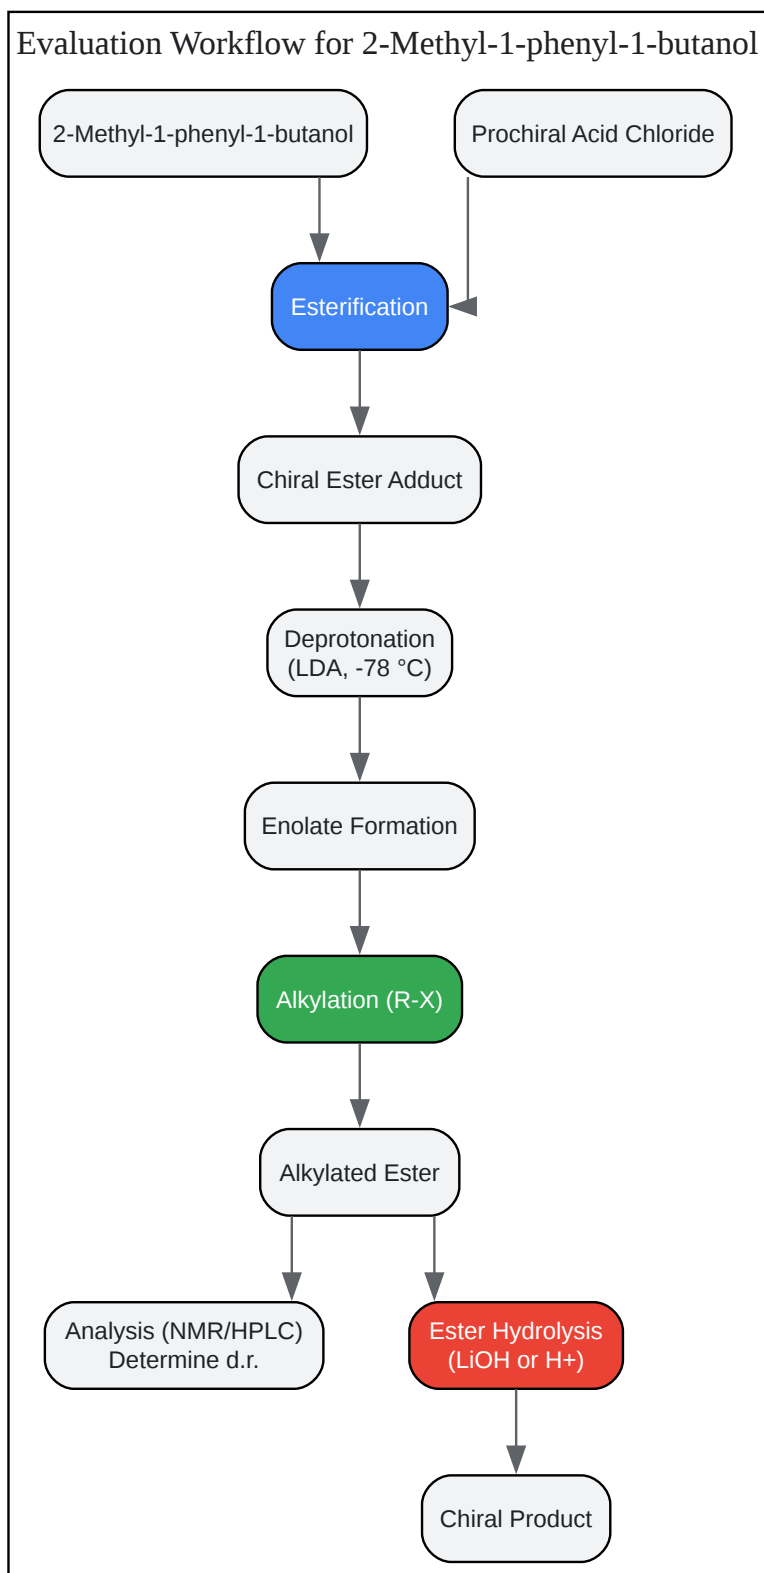 Evaluation Workflow for 2-Methyl-1-phenyl-1-butanol
2-Methyl-1-phenyl-1-butanol
Prochiral Acid Chloride
Esterification
Chiral Ester Adduct
Deprotonation
(LDA, -78 °C)
Enolate Formation
Alkylation (R-X)
Alkylated Ester
Analysis (NMR/HPLC)
Determine d.r.
Ester Hydrolysis
(LiOH or H+)
Chiral Product